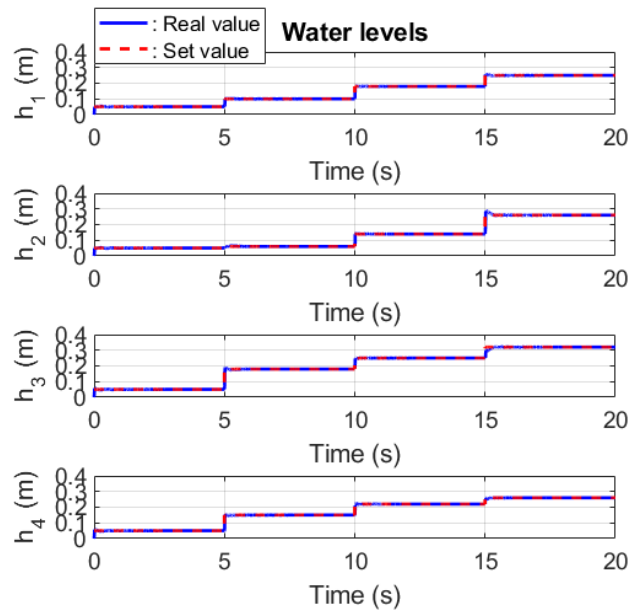 : Real value
: Set value
Water levels
0.4
0.3
0.2
0.1
0
h1 (m)
0 5 10 15 20
Time (s)
0.4
0.3
0.2
0.1
0
h2 (m)
0 5 10 15 20
Time (s)
0.4
0.3
0.2
0.1
0
h3 (m)
0 5 10 15 20
Time (s)
0.4
0.3
0.2
0.1
0
h4 (m)
0 5 10 15 20
Time (s)